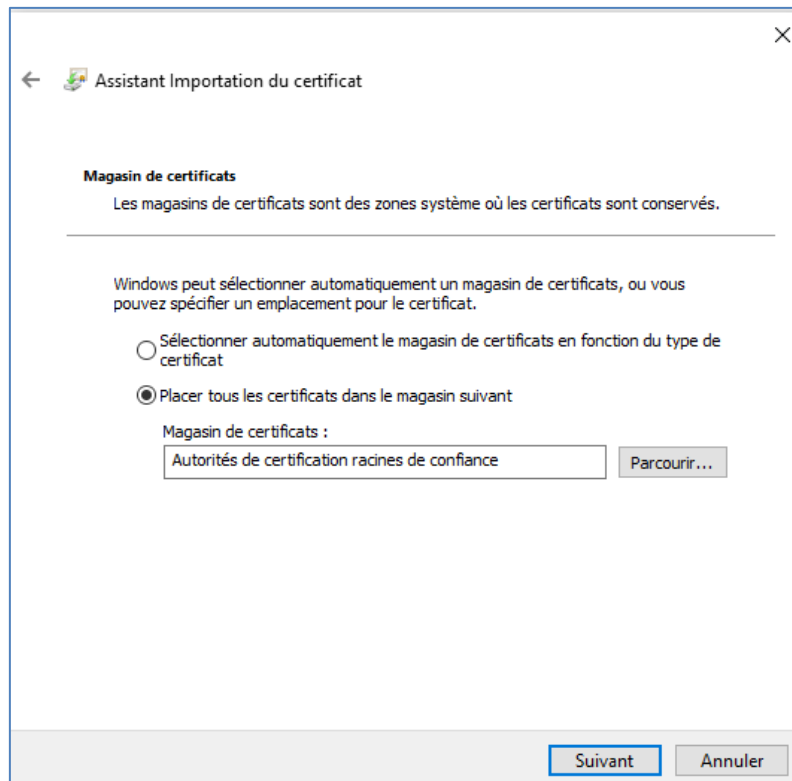 Assistant Importation du certificat
Magasin de certificats
Les magasins de certificats sont des zones système où les certificats sont conservés.
Windows peut sélectionner automatiquement un magasin de certificats, ou vous
pouvez spécifier un emplacement pour le certificat.
Sélectionner automatiquement le magasin de certificats en fonction du type de
certificat
Placer tous les certificats dans le magasin suivant
Magasin de certificats :
Autorités de certification racines de confiance
Parcourir...
Suivant
Annuler